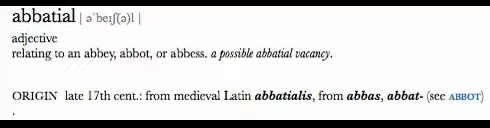 abbatial | əˈbeɪʃ(ə)l |
adjective
relating to an abbey, abbot, or abbess. a possible abbatial vacancy.
ORIGIN late 17th cent.: from medieval Latin abbatialis, from abbas, abbat- (see ABBOT)
.